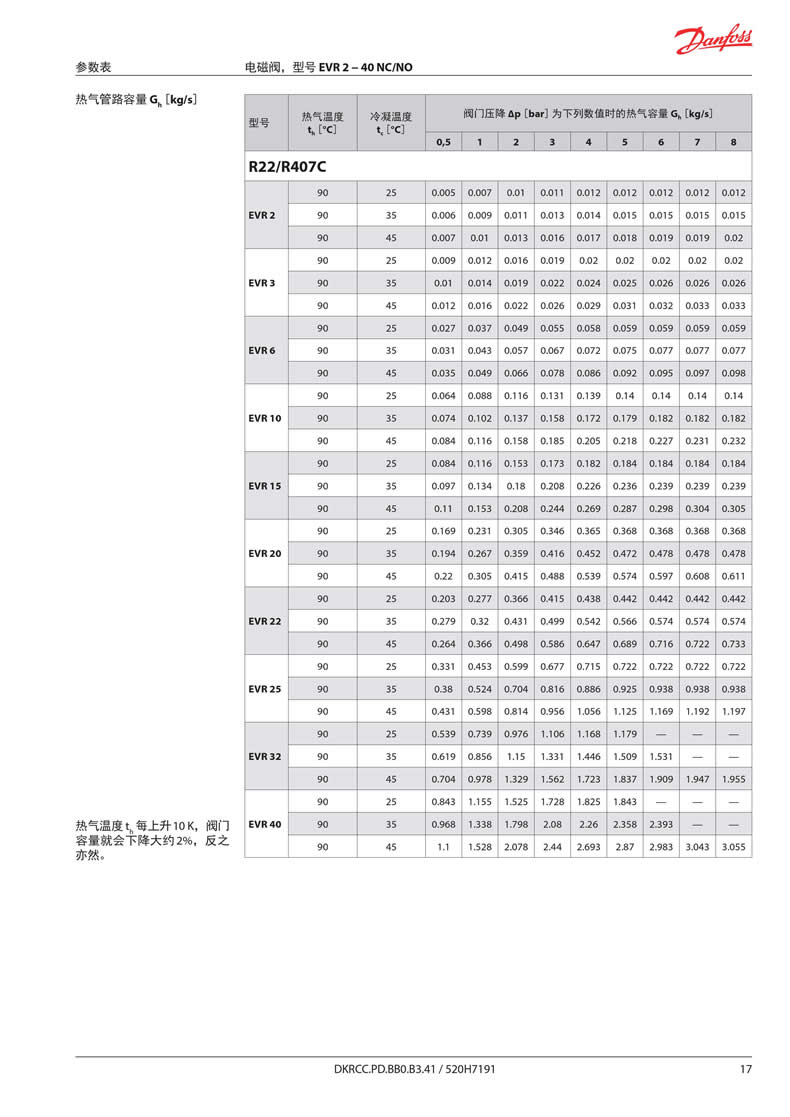 Danfoss
参数表 电磁阀，型号 EVR 2 – 40 NC/NO
热气管路容量 Gh [kg/s]
型号 热气温度 th [°C] 冷凝温度 tc [°C] 阀门压降 Δp [bar] 为下列数值时的热气容量 Gh [kg/s]
0,5 1 2 3 4 5 6 7 8
R22/R407C
90 25 0.005 0.007 0.01 0.011 0.012 0.012 0.012 0.012 0.012
EVR 2 90 35 0.006 0.009 0.011 0.013 0.014 0.015 0.015 0.015 0.015
90 45 0.007 0.01 0.013 0.016 0.017 0.018 0.019 0.019 0.02
90 25 0.009 0.012 0.016 0.019 0.02 0.02 0.02 0.02 0.02
EVR 3 90 35 0.01 0.014 0.019 0.022 0.024 0.025 0.026 0.026 0.026
90 45 0.012 0.016 0.022 0.026 0.029 0.031 0.032 0.033 0.033
90 25 0.027 0.037 0.049 0.055 0.058 0.059 0.059 0.059 0.059
EVR 6 90 35 0.031 0.043 0.057 0.067 0.072 0.075 0.077 0.077 0.077
90 45 0.035 0.049 0.066 0.078 0.086 0.092 0.095 0.097 0.098
90 25 0.064 0.088 0.116 0.131 0.139 0.14 0.14 0.14 0.14
EVR 10 90 35 0.074 0.102 0.137 0.158 0.172 0.179 0.182 0.182 0.182
90 45 0.084 0.116 0.158 0.185 0.205 0.218 0.227 0.231 0.232
90 25 0.084 0.116 0.153 0.173 0.182 0.184 0.184 0.184 0.184
EVR 15 90 35 0.097 0.134 0.18 0.208 0.226 0.236 0.239 0.239 0.239
90 45 0.11 0.153 0.208 0.244 0.269 0.287 0.298 0.304 0.305
90 25 0.169 0.231 0.305 0.346 0.365 0.368 0.368 0.368 0.368
EVR 20 90 35 0.194 0.267 0.359 0.416 0.452 0.472 0.478 0.478 0.478
90 45 0.22 0.305 0.415 0.488 0.539 0.574 0.597 0.608 0.611
90 25 0.203 0.277 0.366 0.415 0.438 0.442 0.442 0.442 0.442
EVR 22 90 35 0.279 0.32 0.431 0.499 0.542 0.566 0.574 0.574 0.574
90 45 0.264 0.366 0.498 0.586 0.647 0.689 0.716 0.722 0.733
90 25 0.331 0.453 0.599 0.677 0.715 0.722 0.722 0.722 0.722
EVR 25 90 35 0.38 0.524 0.704 0.816 0.886 0.925 0.938 0.938 0.938
90 45 0.431 0.598 0.814 0.956 1.056 1.125 1.169 1.192 1.197
90 25 0.539 0.739 0.976 1.106 1.168 1.179 — — —
EVR 32 90 35 0.619 0.856 1.15 1.331 1.446 1.509 1.531 — —
90 45 0.704 0.978 1.329 1.562 1.723 1.837 1.909 1.947 1.955
90 25 0.843 1.155 1.525 1.728 1.825 1.843 — — —
EVR 40 90 35 0.968 1.338 1.798 2.08 2.26 2.358 2.393 — —
90 45 1.1 1.528 2.078 2.44 2.693 2.87 2.983 3.043 3.055
热气温度 th 每上升 10 K，阀门
容量就会下降大约 2%，反之
亦然。
DKRCC.PD.BB0.B3.41 / 520H7191 17